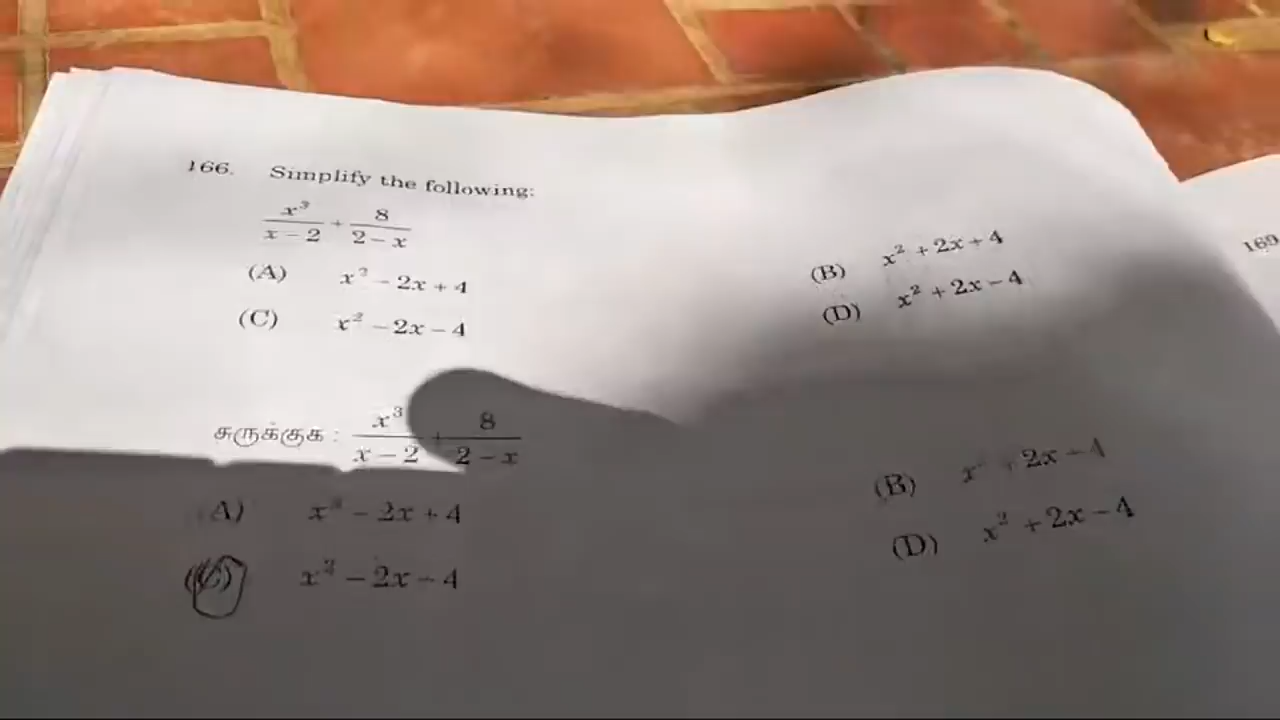 166. Simplify the following:
x³/(x − 2) + 8/(2 − x)
(A) x² − 2x + 4 (B) x² + 2x + 4
(C) x² − 2x − 4 (D) x² + 2x − 4
169
சுருக்குக : x³/(x − 2) + 8/(2 − x)
(A) x² − 2x + 4 (B) 2x 4
(C) x² − 2x − 4 (D) x² + 2x − 4